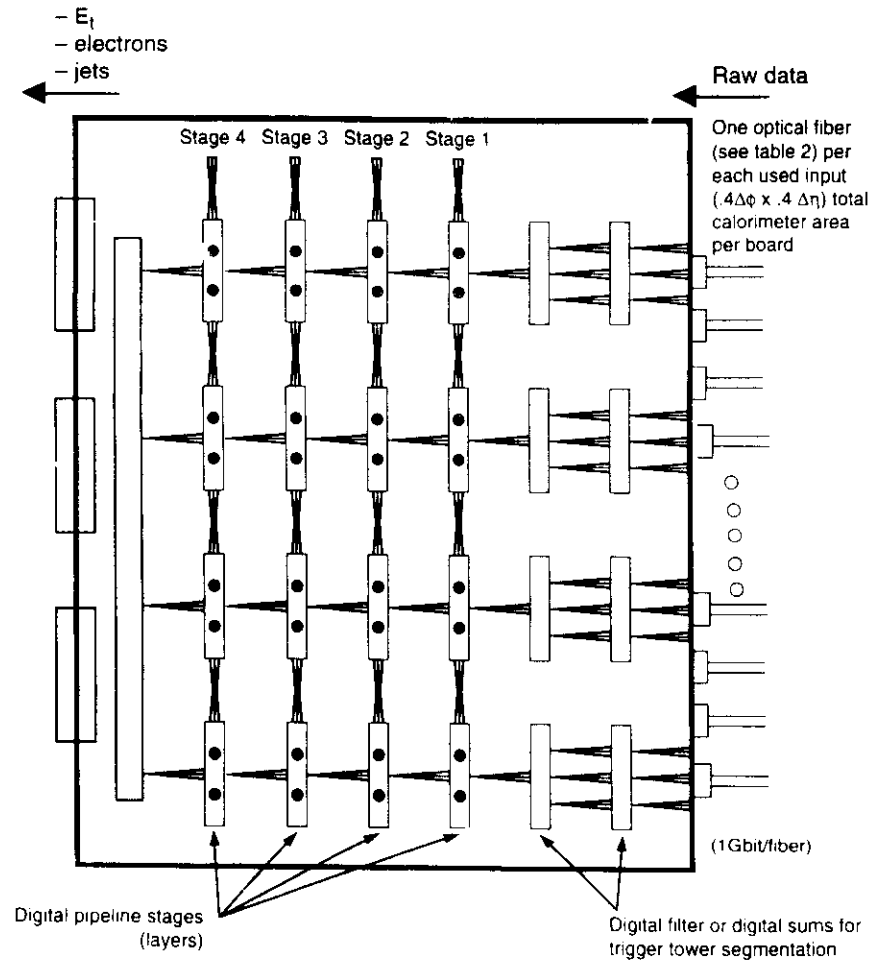 – Et
– electrons
– jets
Raw data
Stage 4 Stage 3 Stage 2 Stage 1
One optical fiber
(see table 2) per
each used input
(.4Δϕ x .4 Δη) total
calorimeter area
per board
(1Gbit/fiber)
Digital pipeline stages
(layers)
Digital filter or digital sums for
trigger tower segmentation